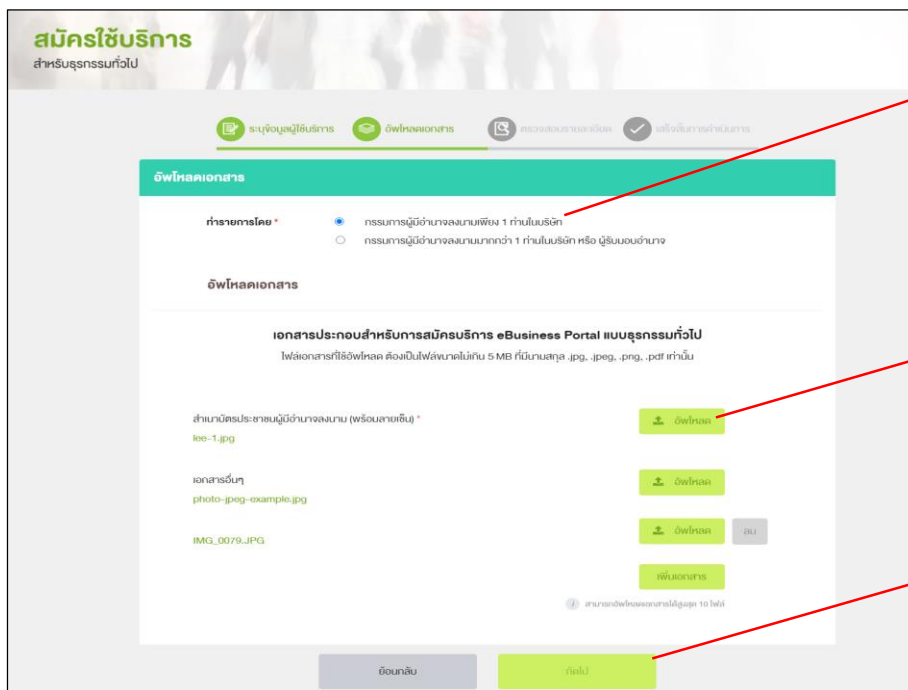 สมัครใช้บริการ
สำหรับธุรกรรมทั่วไป
ระบุข้อมูลผู้ใช้บริการ
อัพโหลดเอกสาร
ตรวจสอบรายละเอียด
เสร็จสิ้นการดำเนินการ
อัพโหลดเอกสาร
ทำรายการโดย *
กรรมการผู้มีอำนาจลงนามเพียง 1 ท่านในบริษัท
กรรมการผู้มีอำนาจลงนามมากกว่า 1 ท่านในบริษัท หรือ ผู้รับมอบอำนาจ
อัพโหลดเอกสาร
เอกสารประกอบสำหรับการสมัครบริการ eBusiness Portal แบบธุรกรรมทั่วไป
ไฟล์เอกสารที่ใช้อัพโหลด ต้องเป็นไฟล์ขนาดไม่เกิน 5 MB ที่มีนามสกุล .jpg, .jpeg, .png, .pdf เท่านั้น
สำเนาบัตรประชาชนผู้มีอำนาจลงนาม (พร้อมลายเซ็น) *
อัพโหลด
lee-1.jpg
เอกสารอื่นๆ
อัพโหลด
photo-jpeg-example.jpg
IMG_0079.JPG
อัพโหลด
ลบ
เพิ่มเอกสาร
สามารถอัพโหลดเอกสารได้สูงสุด 10 ไฟล์
ย้อนกลับ
ถัดไป